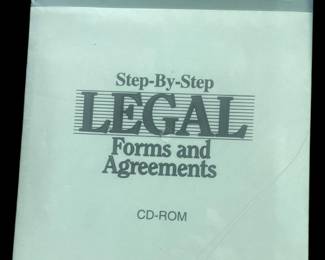 Step-By-Step
LEGAL
Forms and
Agreements
CD-ROM